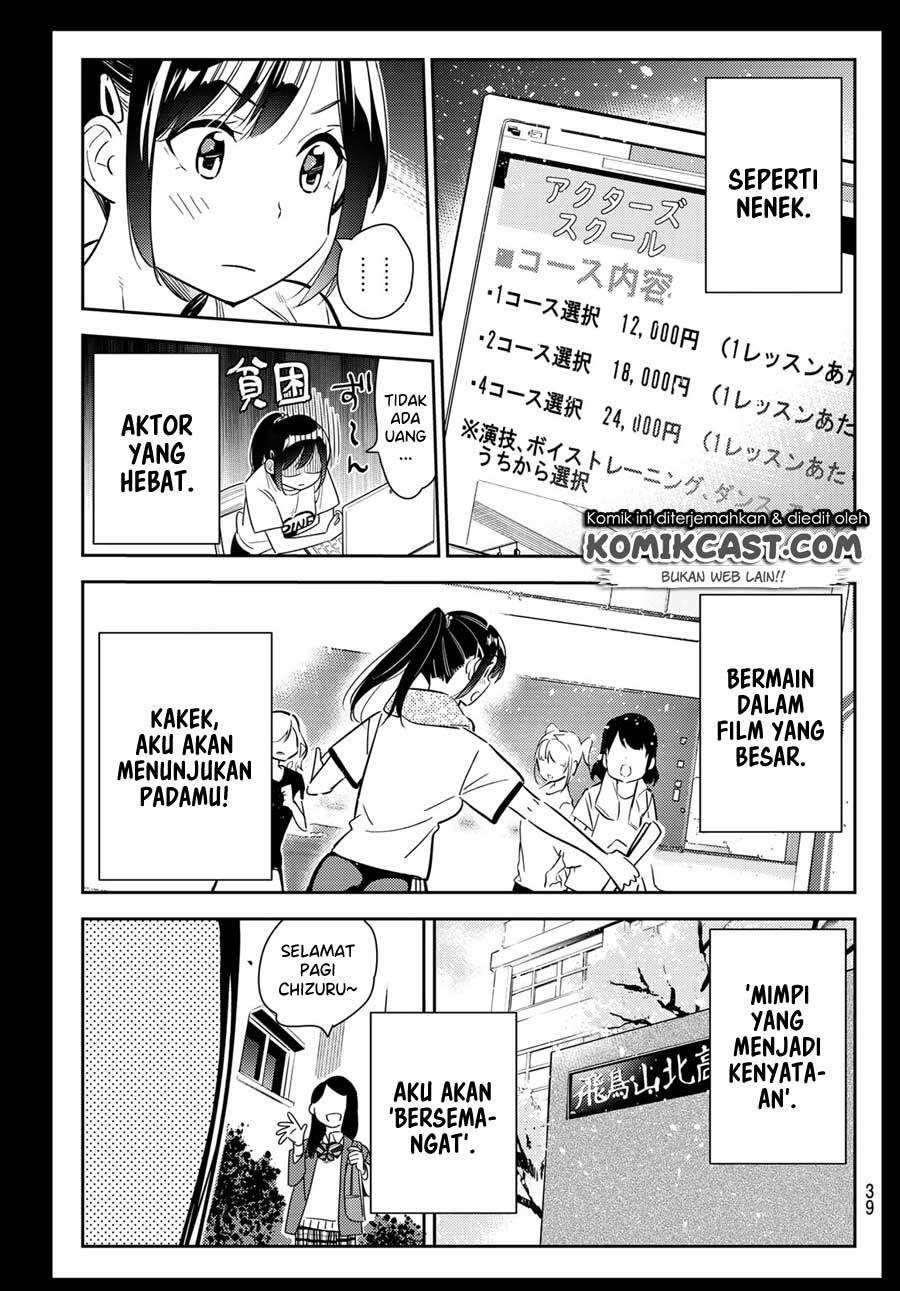 SEPERTI
NENEK.
アクターズ
スクール
■コース内容
・1コース選択 12,000円 (1レッスンあた
・2コース選択 18,000円 (1レッスンあた
・4コース選択 24,000円 (1レッスンあた
※演技、ボイストレーニング、ダンス
うちから選択
Komik ini diterjemahkan & diedit oleh
KOMIKCAST.COM
BUKAN WEB LAIN!!
……
TIDAK
ADA
UANG
...
貧困
AKTOR
YANG
HEBAT.
BERMAIN
DALAM
FILM YANG
BESAR.
KAKEK,
AKU AKAN
MENUNJUKAN
PADAMU!
'MIMPI
YANG
MENJADI
KENYATA-
AN'.
飛鳥山北高
AKU AKAN
'BERSEMA-
NGAT'.
SELAMAT
PAGI
CHIZURU~
39